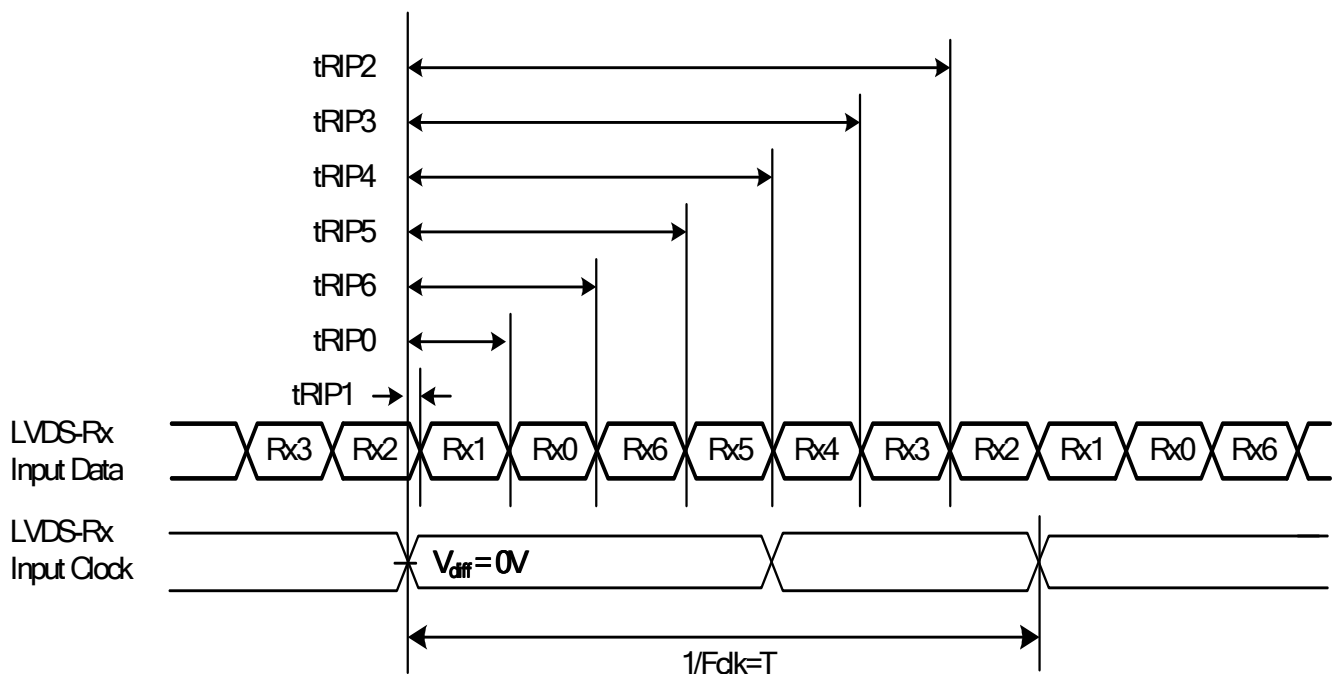 tRIP2
tRIP3
tRIP4
tRIP5
tRIP6
tRIP0
tRIP1
LVDS-Rx
Input Data
Rx3 Rx2 Rx1 Rx0 Rx6 Rx5 Rx4 Rx3 Rx2 Rx1 Rx0 Rx6
LVDS-Rx
Input Clock
Vdiff = 0V
1/Fclk=T